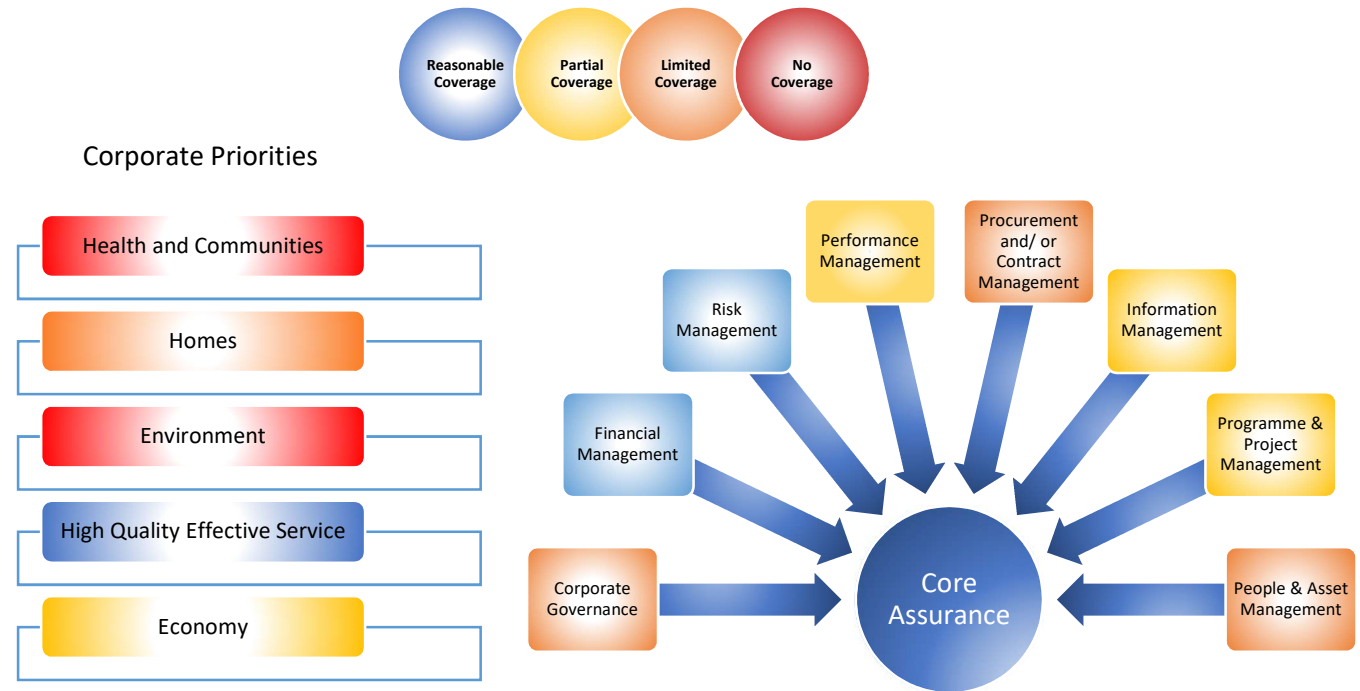 Reasonable
Coverage
Partial
Coverage
Limited
Coverage
No
Coverage
Corporate Priorities
Health and Communities
Homes
Environment
High Quality Effective Service
Economy
Corporate
Governance
Financial
Management
Risk
Management
Performance
Management
Procurement
and/ or
Contract
Management
Information
Management
Programme &
Project
Management
People & Asset
Management
Core
Assurance